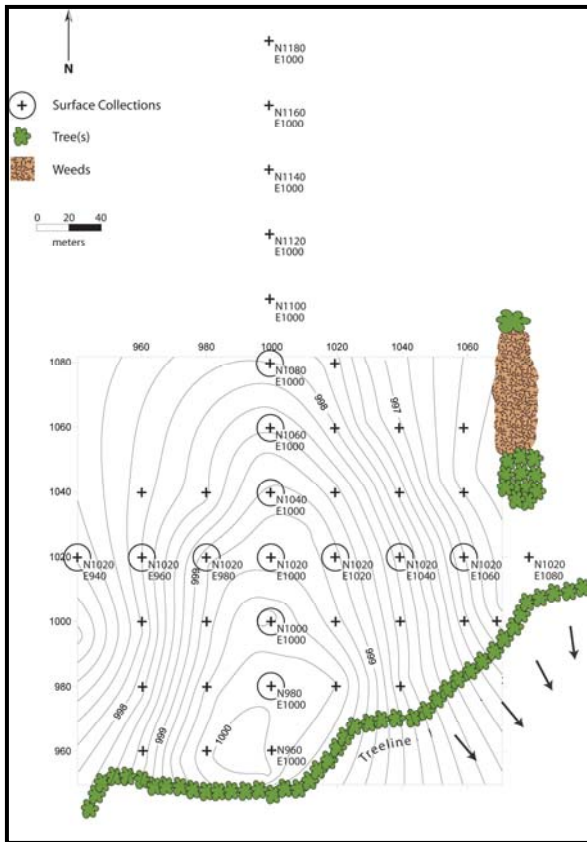 N1180
E1000
N
Surface Collections
N1160
E1000
Tree(s)
Weeds
N1140
E1000
0 20 40
meters
N1120
E1000
N1100
E1000
960 980 1000 1020 1040 1060
1080
N1080
E1000
998
997
1060
N1060
E1000
1040
N1040
E1000
1020
N1020
E940
N1020
E960
999
N1020
E980
N1020
E1000
N1020
E1020
N1020
E1040
N1020
E1060
N1020
E1080
1000
N1000
E1000
999
980
N980
E1000
998
999
1000
960
N960
E1000
Treeline